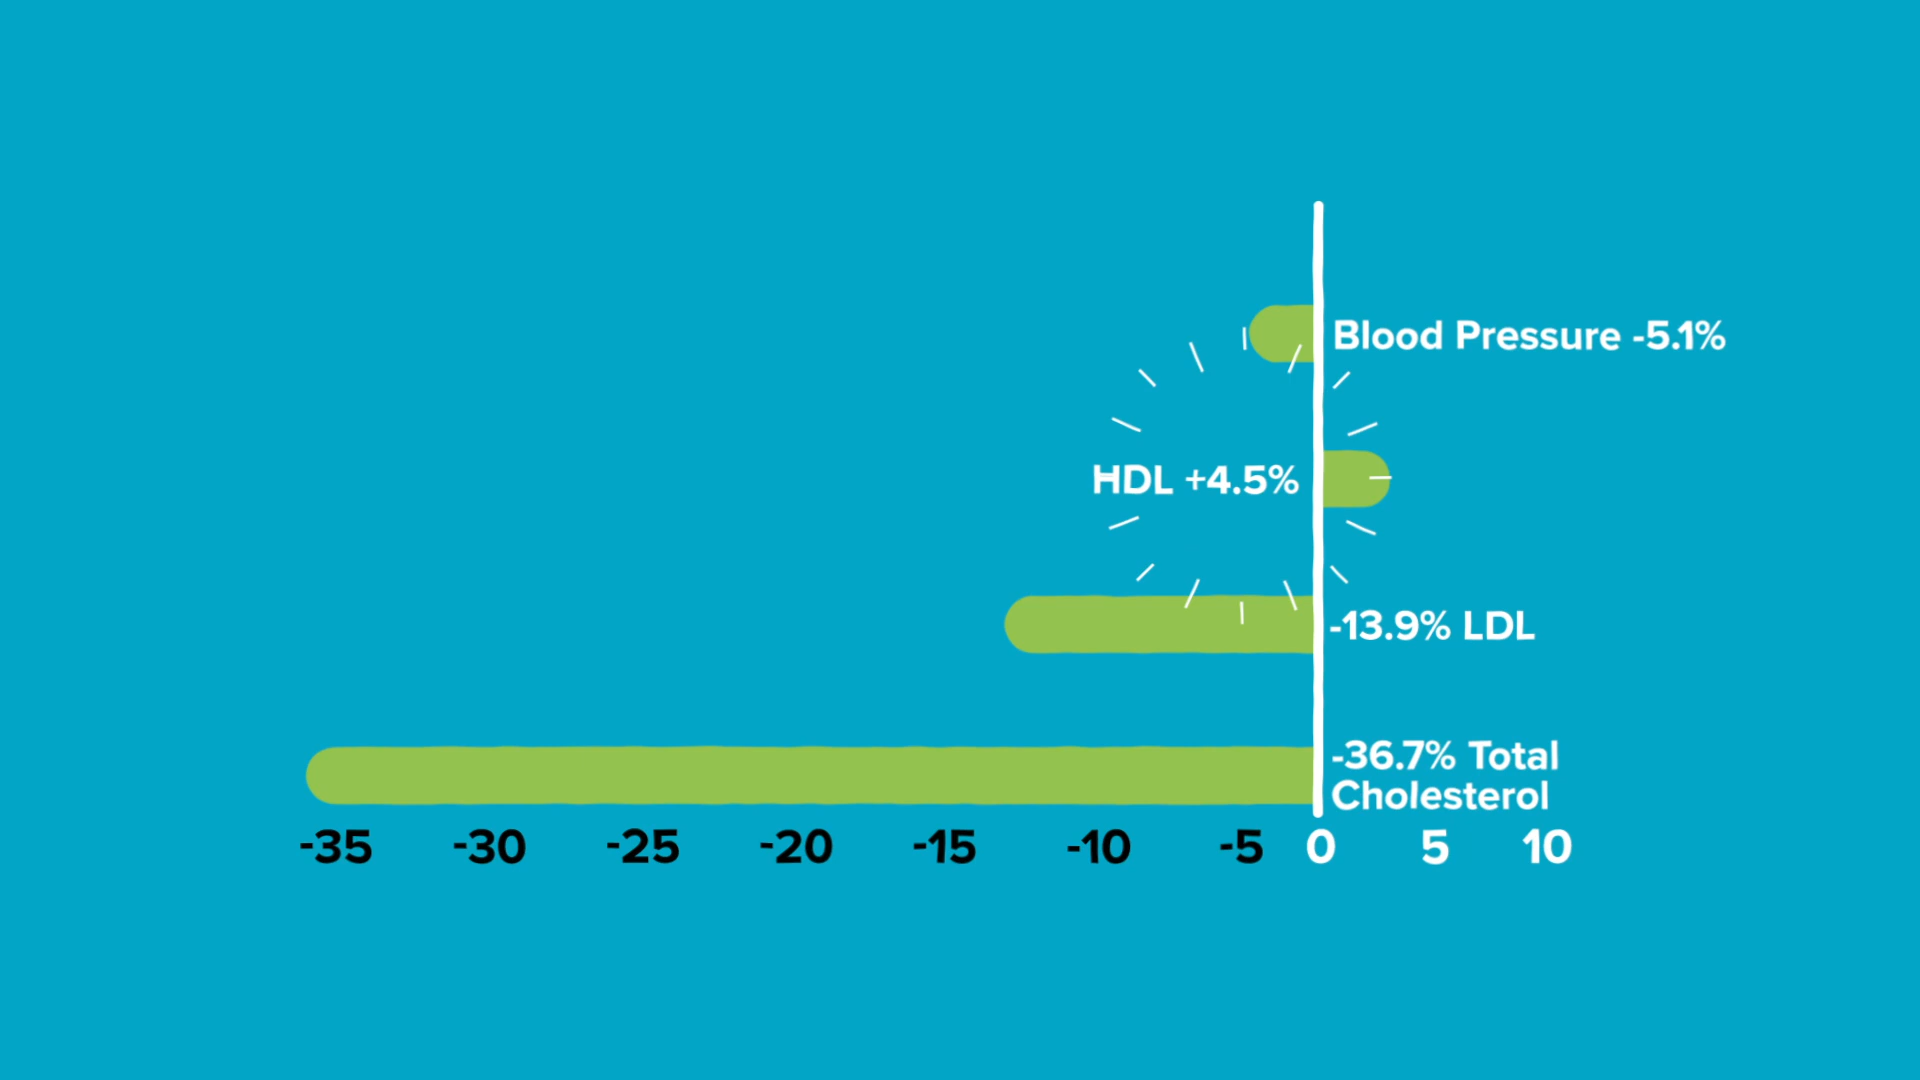 Blood Pressure -5.1%
HDL +4.5%
-13.9% LDL
-36.7% Total
Cholesterol
-35 -30 -25 -20 -15 -10 -5 0 5 10